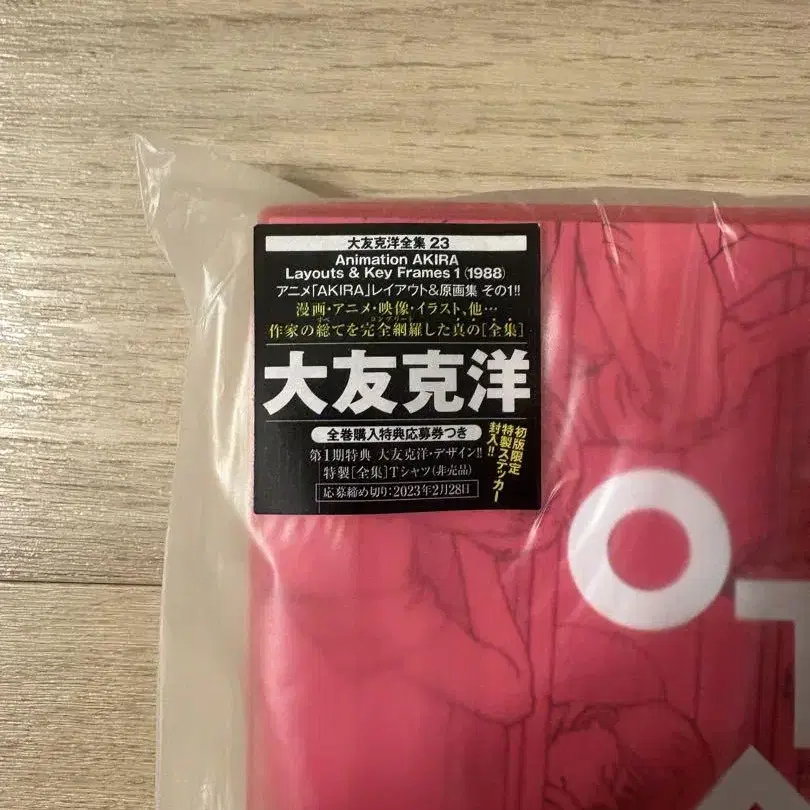 大友克洋全集 23
Animation AKIRA
Layouts & Key Frames 1 (1988)
アニメ「AKIRA」レイアウト&原画集 その1!!
漫画・アニメ・映像・イラスト、他…
作家の総てを完全網羅した真の[全集]
大友克洋
全巻購入特典応募券つき
第1期特典 大友克洋・デザイン!!
特製[全集]Tシャツ(非売品)
応募締め切り:2023年2月28日
初版限定
特製ステッカー
封入!!
OT